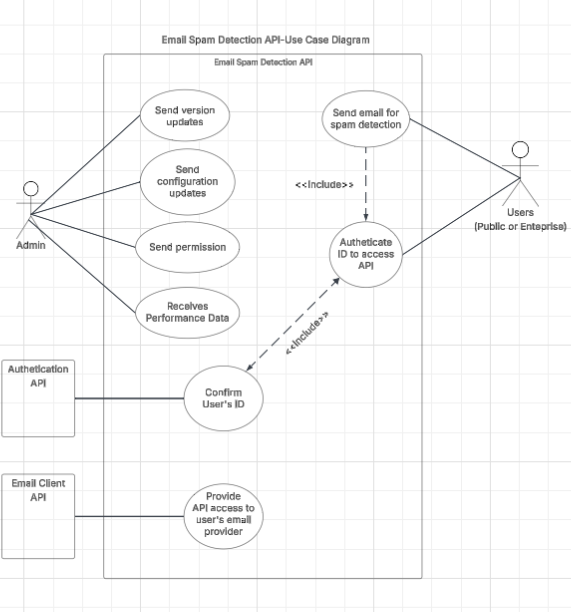 Email Spam Detection API-Use Case Diagram
Email Spam Detection API
Send version
updates
Send email for
spam detection
Send
configuration
updates
<<Include>>
Users
(Public or Enteprise)
Admin
Send permission
Autheticate
ID to access
API
Receives
Performance Data
<<Include>>
Authetication
API
Confirm
User's ID
Email Client
API
Provide
API access to
user's email
provider